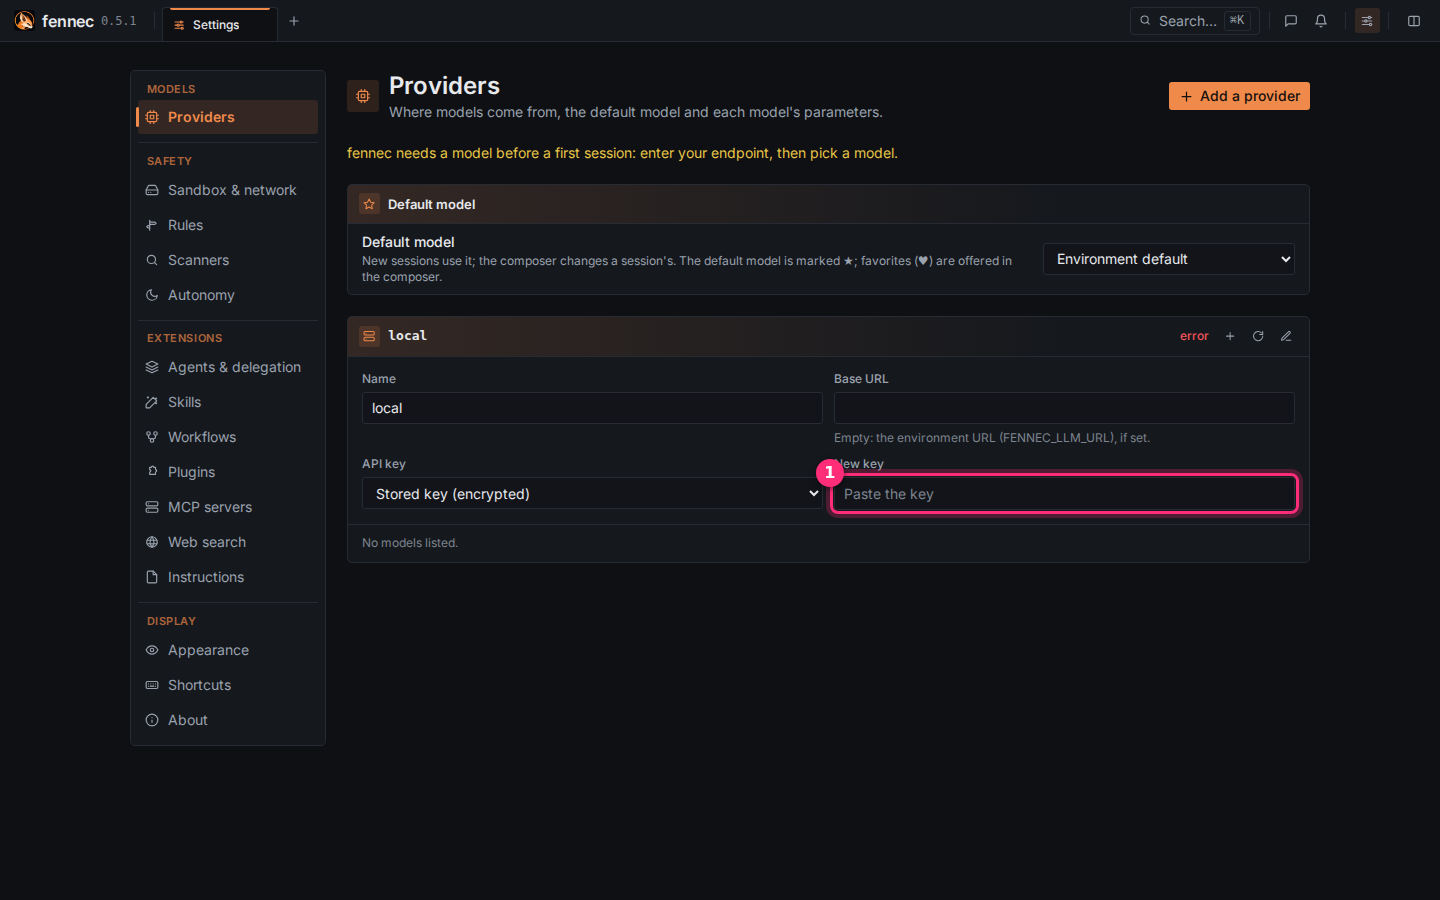 fennec 0.5.1
Settings
Search... ⌘K
MODELS
Providers
SAFETY
Sandbox & network
Rules
Scanners
Autonomy
EXTENSIONS
Agents & delegation
Skills
Workflows
Plugins
MCP servers
Web search
Instructions
DISPLAY
Appearance
Shortcuts
About
Providers
Where models come from, the default model and each model's parameters.
+ Add a provider
fennec needs a model before a first session: enter your endpoint, then pick a model.
Default model
Default model
New sessions use it; the composer changes a session's. The default model is marked ★; favorites (♥) are offered in
the composer.
Environment default
local
error
Name
local
Base URL
Empty: the environment URL (FENNEC_LLM_URL), if set.
API key
Stored key (encrypted)
1
New key
Paste the key
No models listed.